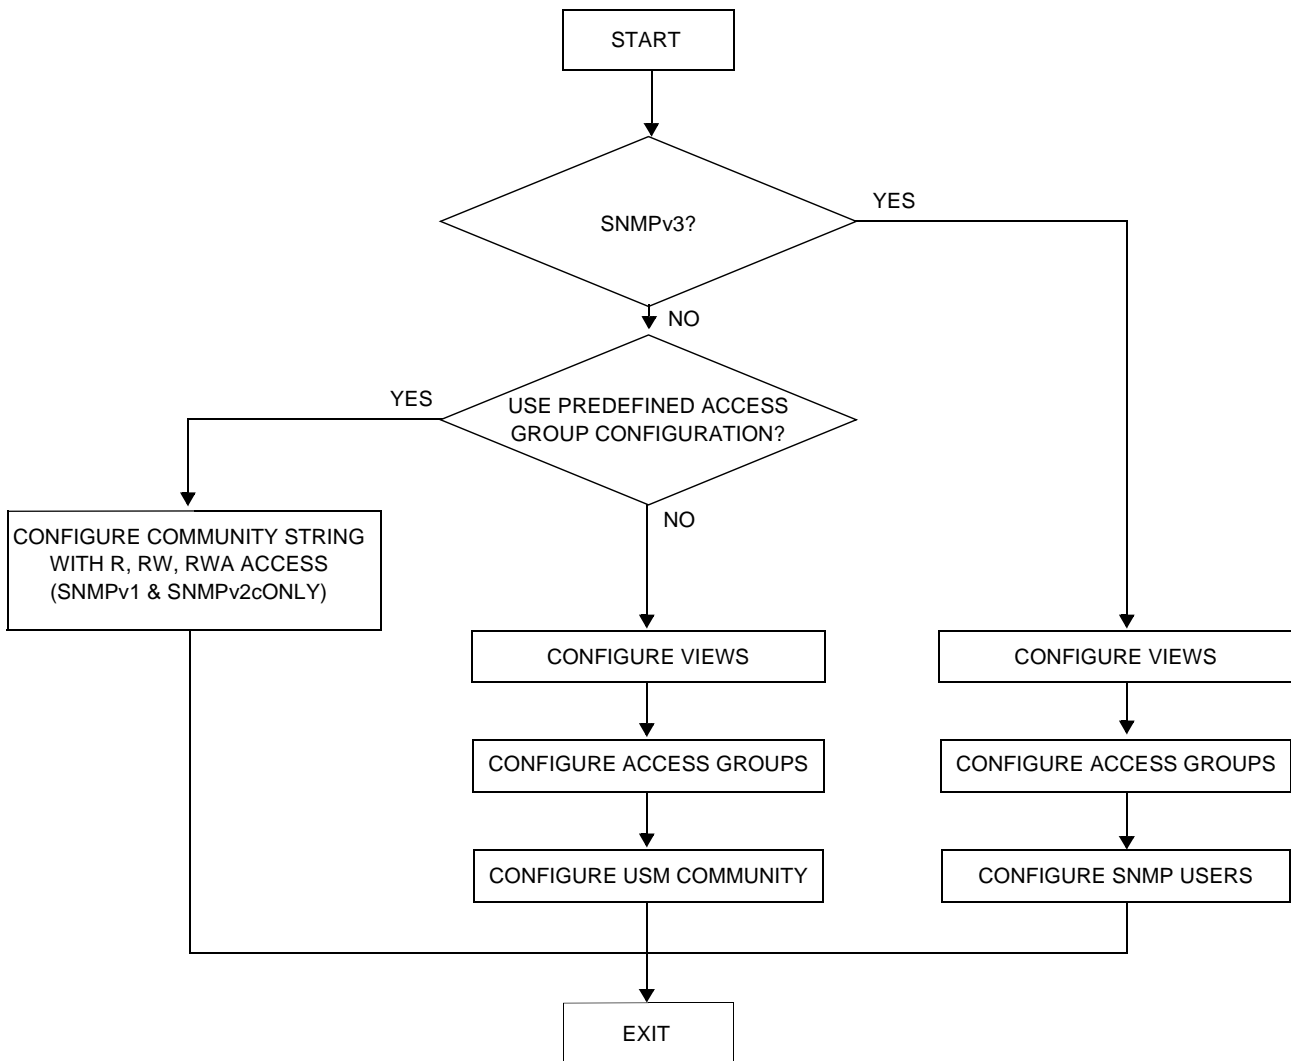 START
SNMPv3?
YES
NO
YES
USE PREDEFINED ACCESS
GROUP CONFIGURATION?
NO
CONFIGURE COMMUNITY STRING
WITH R, RW, RWA ACCESS
(SNMPv1 & SNMPv2cONLY)
CONFIGURE VIEWS
CONFIGURE VIEWS
CONFIGURE ACCESS GROUPS
CONFIGURE ACCESS GROUPS
CONFIGURE USM COMMUNITY
CONFIGURE SNMP USERS
EXIT